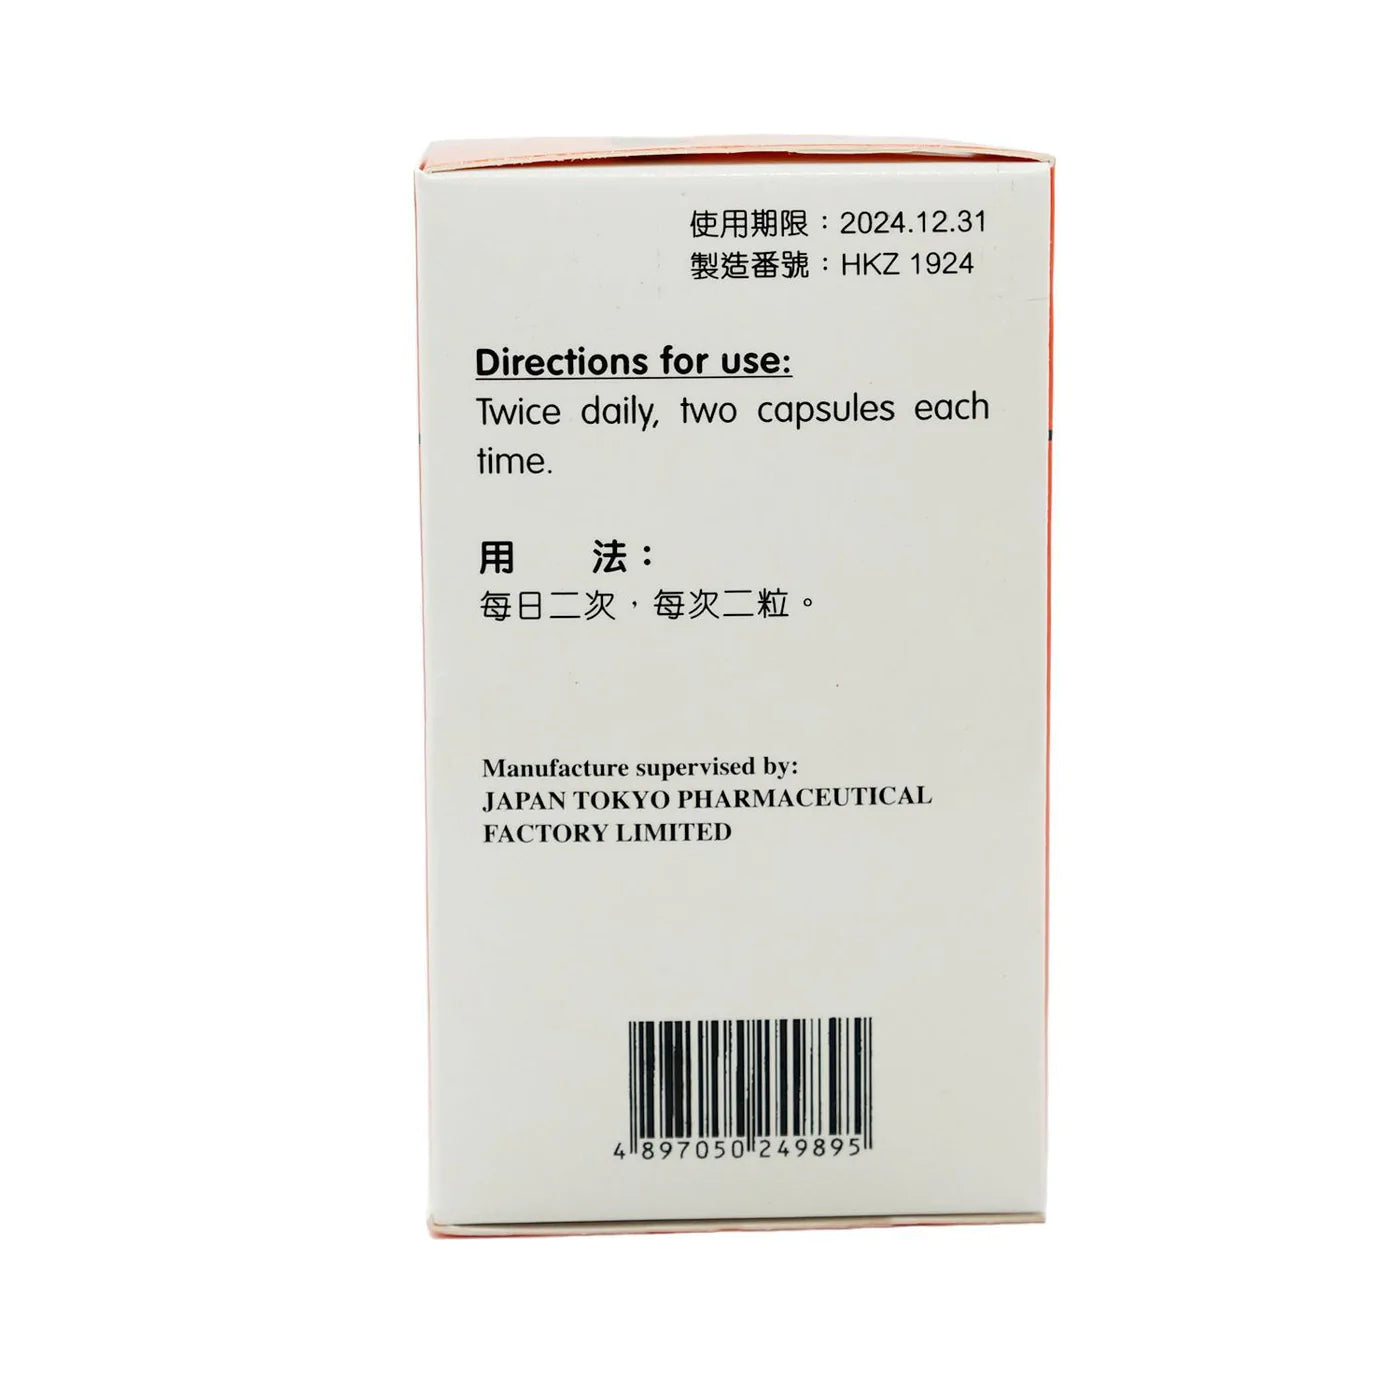 使用期限：2024.12.31
製造番號：HKZ 1924
Directions for use:
Twice daily, two capsules each
time.
用 法：
每日二次，每次二粒。
Manufacture supervised by:
JAPAN TOKYO PHARMACEUTICAL
FACTORY LIMITED
4 897050 249895